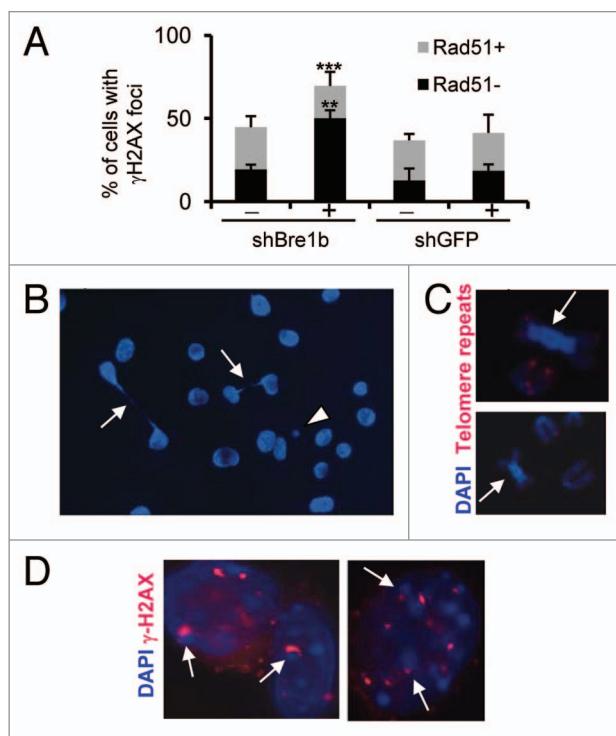 A
% of cells with
γH2AX foci
100
50
0
***
**
Rad51+
Rad51-
– + – +
shBre1b shGFP
B
C
DAPI Telomere repeats
D
DAPI γ-H2AX